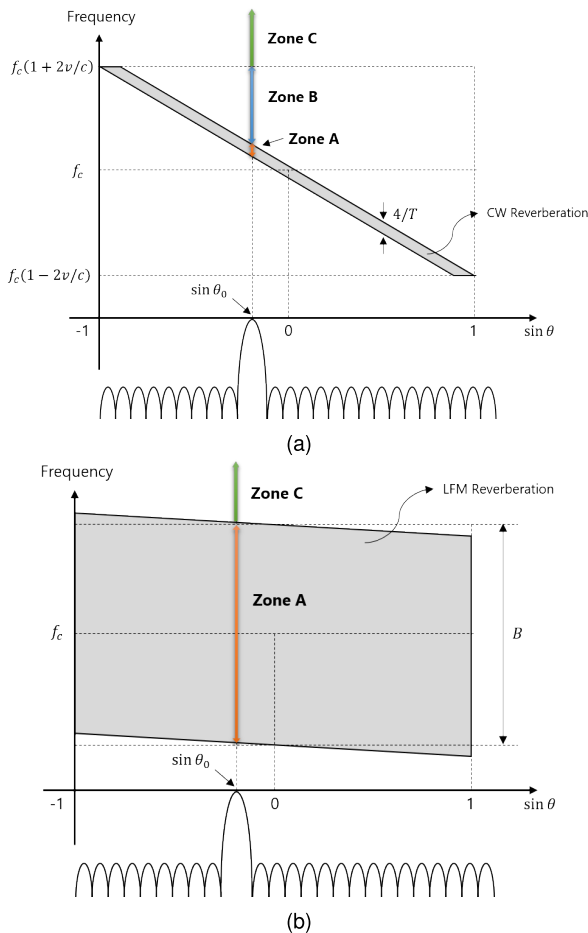 Frequency
Zone C
f_c(1 + 2v/c)
Zone B
Zone A
f_c
4/T
CW Reverberation
f_c(1 − 2v/c)
sin θ_0
-1
0
1
sin θ
(a)
Frequency
Zone C
LFM Reverberation
Zone A
f_c
B
sin θ_0
-1
0
1
sin θ
(b)